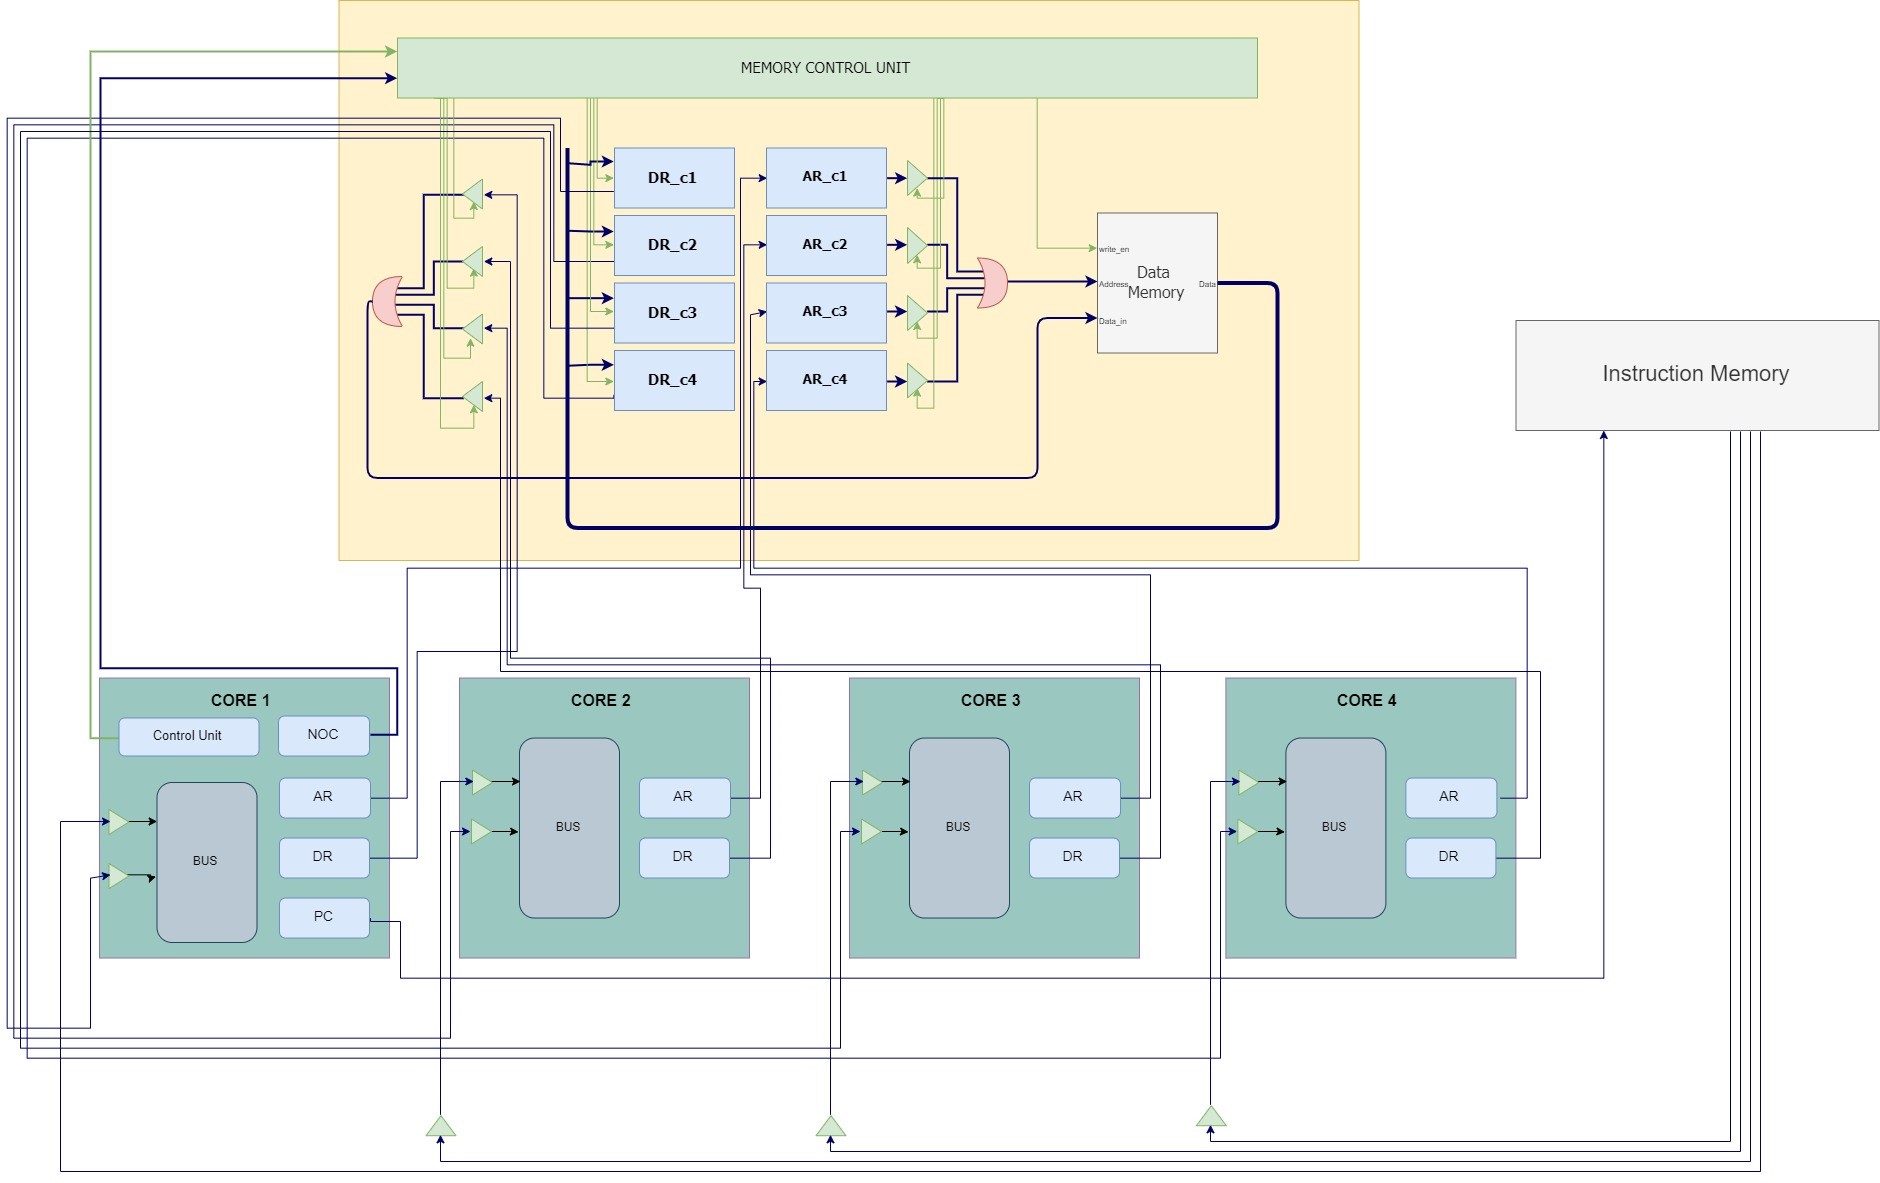 MEMORY CONTROL UNIT
DR_c1
AR_c1
DR_c2
AR_c2
DR_c3
AR_c3
DR_c4
AR_c4
write_en
Data
Memory
Address
Data
Data_in
Instruction Memory
CORE 1
Control Unit
NOC
AR
DR
PC
BUS
CORE 2
BUS
AR
DR
CORE 3
BUS
AR
DR
CORE 4
BUS
AR
DR